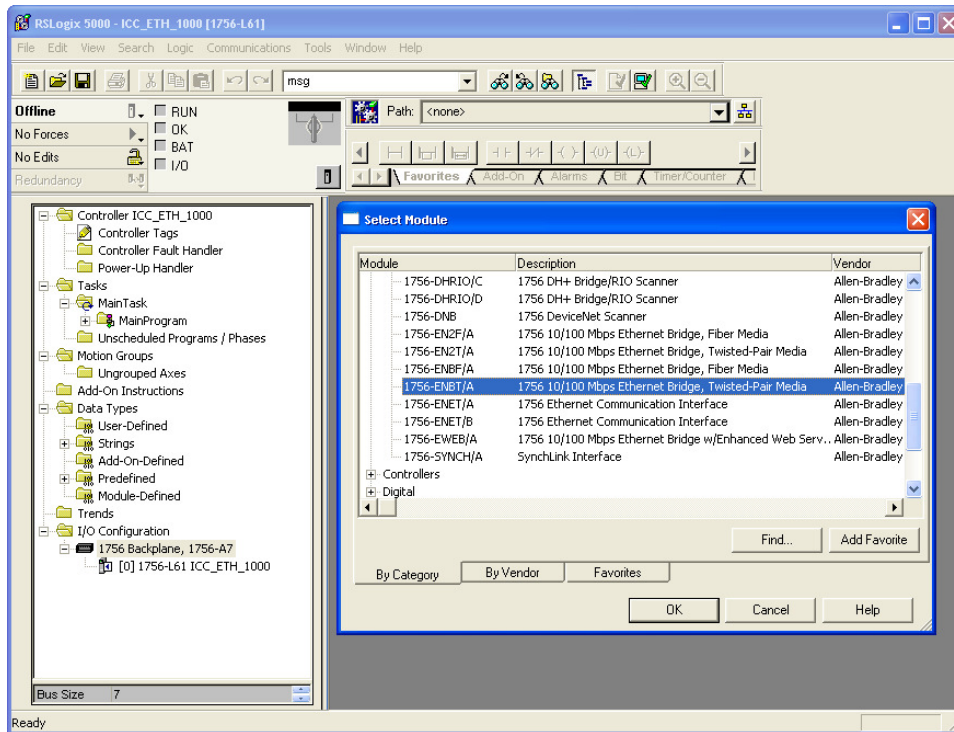 RSLogix 5000 - ICC_ETH_1000 [1756-L61]
File Edit View Search Logic Communications Tools Window Help
msg
Offline
RUN
Path: <none>
No Forces
OK
No Edits
BAT
Redundancy
I/O
Favorites Add-On Alarms Bit Timer/Counter
Controller ICC_ETH_1000
Controller Tags
Controller Fault Handler
Power-Up Handler
Tasks
MainTask
MainProgram
Unscheduled Programs / Phases
Motion Groups
Ungrouped Axes
Add-On Instructions
Data Types
User-Defined
Strings
Add-On-Defined
Predefined
Module-Defined
Trends
I/O Configuration
1756 Backplane, 1756-A7
[0] 1756-L61 ICC_ETH_1000
Bus Size 7
Ready
Select Module
Module Description Vendor
1756-DHRIO/C 1756 DH+ Bridge/RIO Scanner Allen-Bradley
1756-DHRIO/D 1756 DH+ Bridge/RIO Scanner Allen-Bradley
1756-DNB 1756 DeviceNet Scanner Allen-Bradley
1756-EN2F/A 1756 10/100 Mbps Ethernet Bridge, Fiber Media Allen-Bradley
1756-EN2T/A 1756 10/100 Mbps Ethernet Bridge, Twisted-Pair Media Allen-Bradley
1756-ENBF/A 1756 10/100 Mbps Ethernet Bridge, Fiber Media Allen-Bradley
1756-ENBT/A 1756 10/100 Mbps Ethernet Bridge, Twisted-Pair Media Allen-Bradley
1756-ENET/A 1756 Ethernet Communication Interface Allen-Bradley
1756-ENET/B 1756 Ethernet Communication Interface Allen-Bradley
1756-EWEB/A 1756 10/100 Mbps Ethernet Bridge w/Enhanced Web Serv.. Allen-Bradley
1756-SYNCH/A SynchLink Interface Allen-Bradley
Controllers
Digital
Find... Add Favorite
By Category By Vendor Favorites
OK Cancel Help